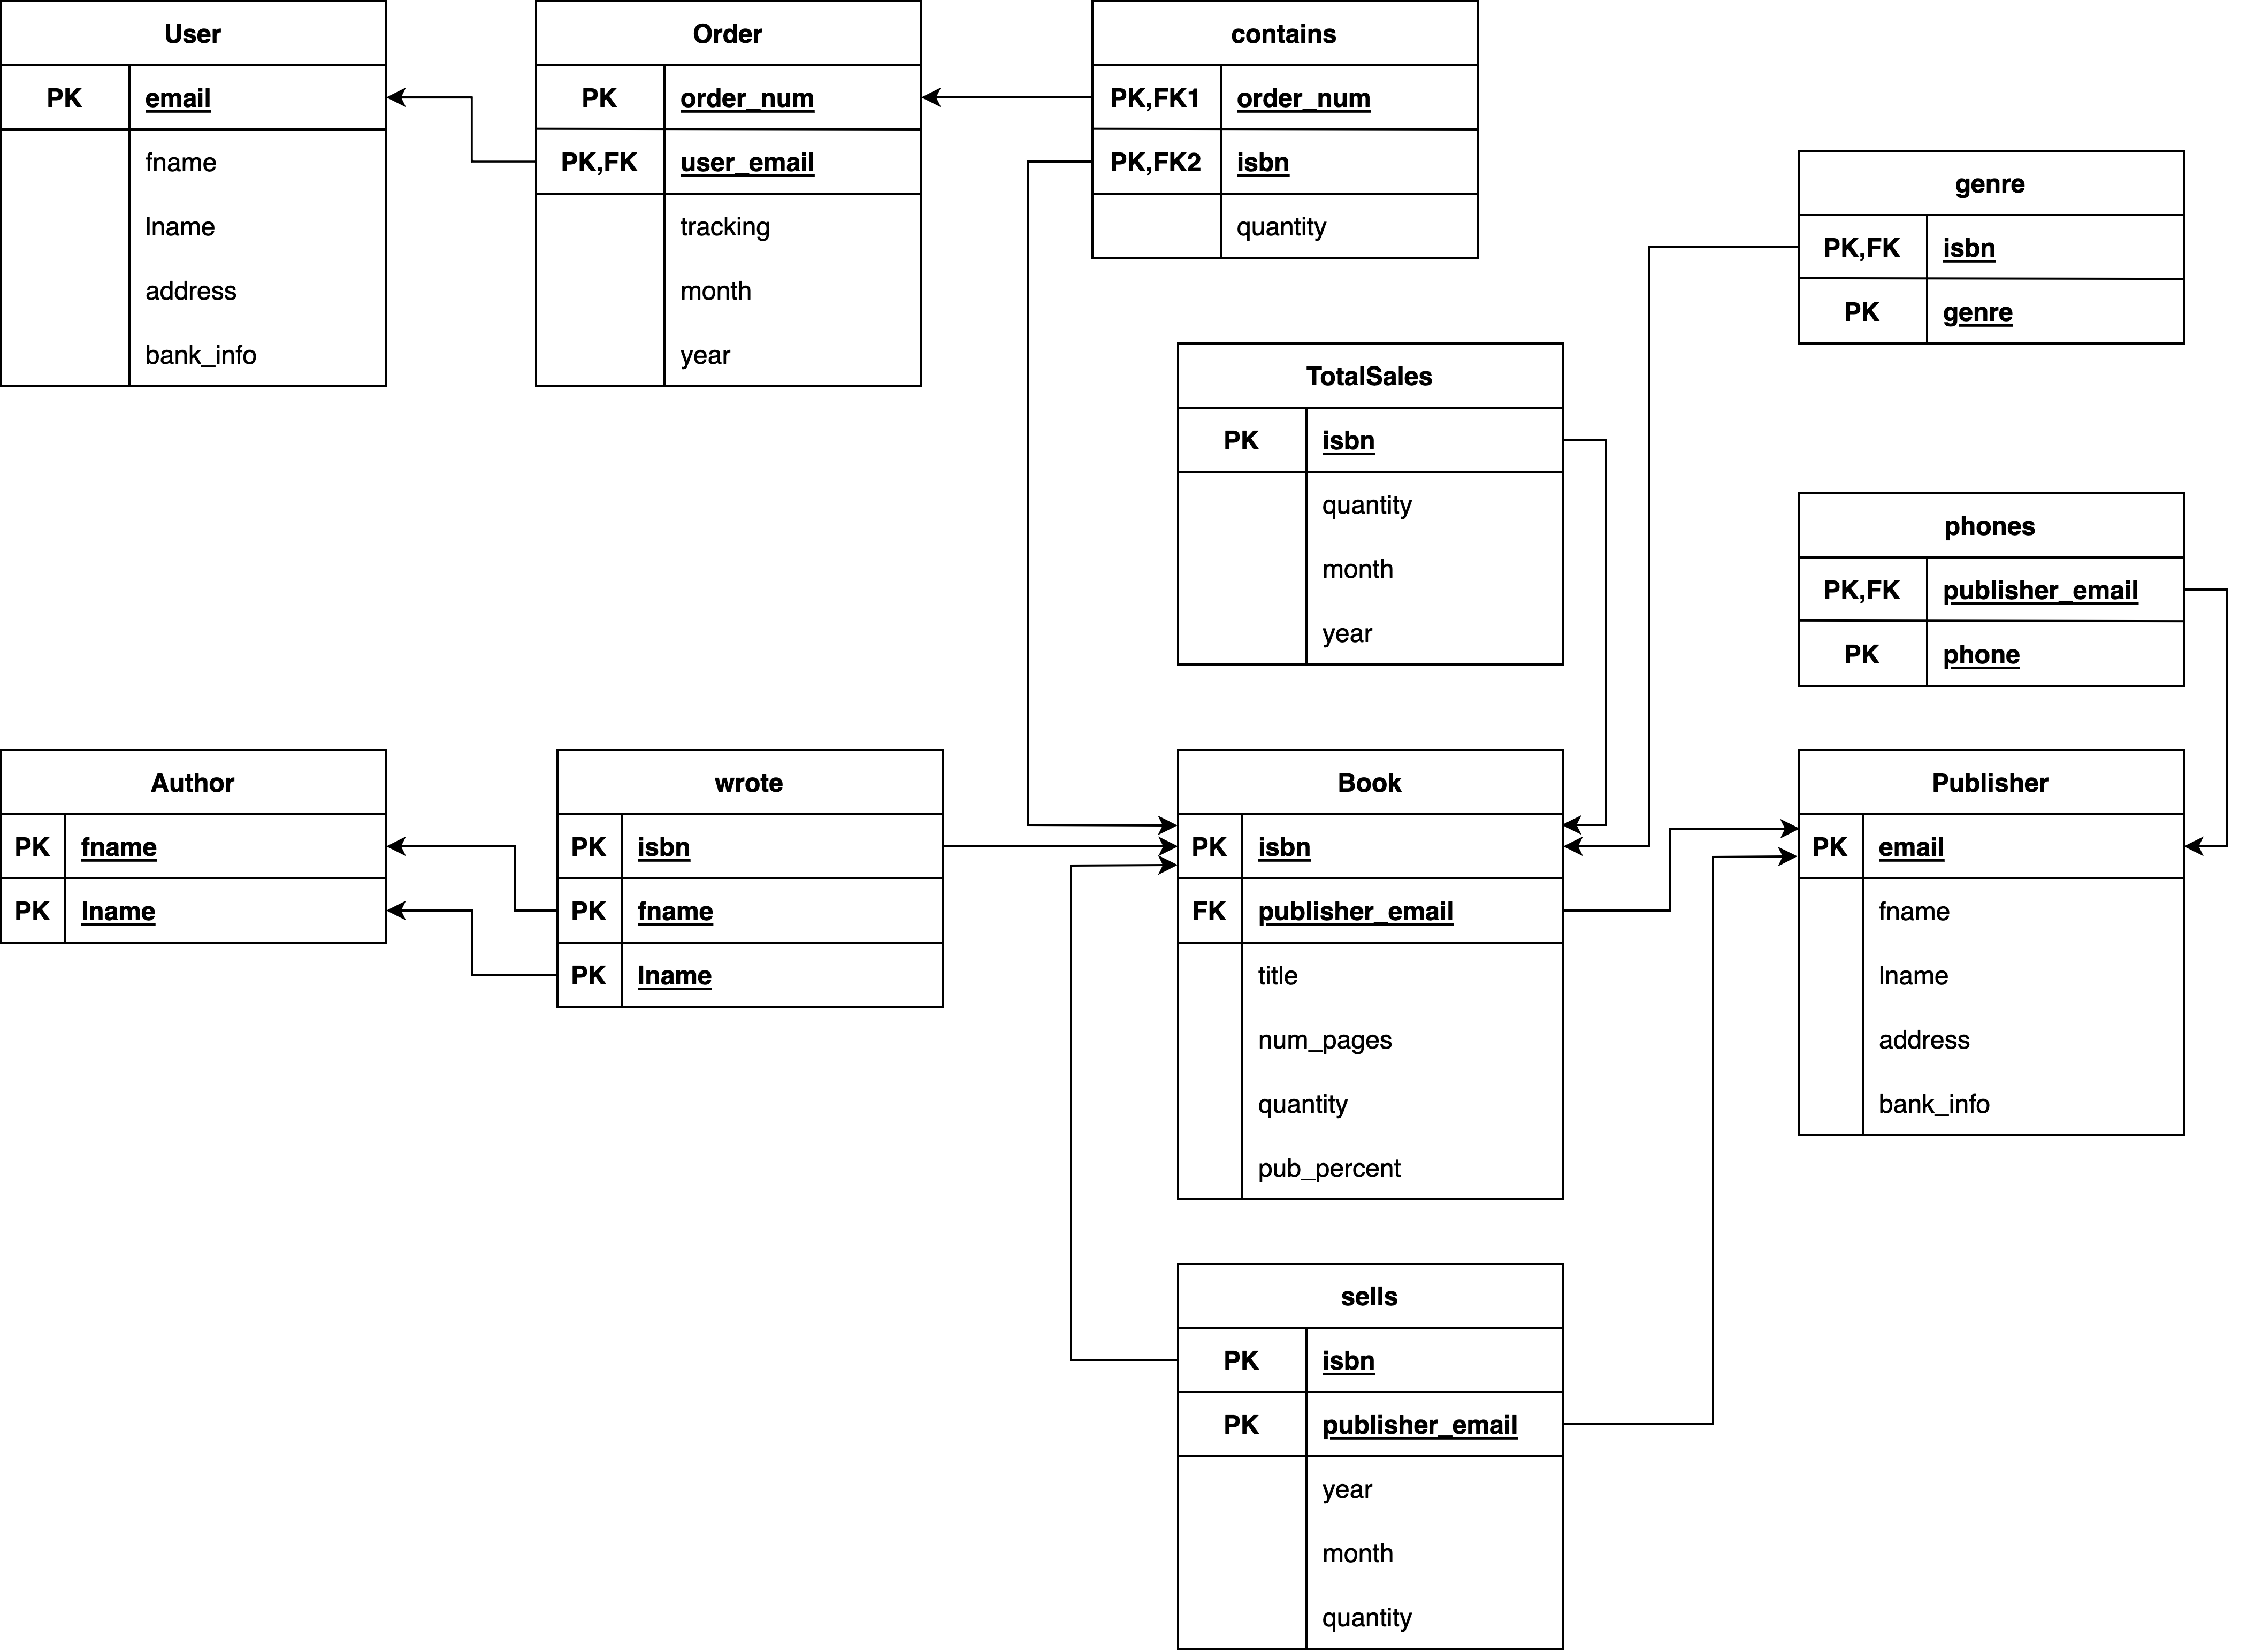 User
PK email
fname
lname
address
bank_info
Order
PK order_num
PK,FK user_email
tracking
month
year
contains
PK,FK1 order_num
PK,FK2 isbn
quantity
genre
PK,FK isbn
PK genre
TotalSales
PK isbn
quantity
month
year
phones
PK,FK publisher_email
PK phone
Author
PK fname
PK lname
wrote
PK isbn
PK fname
PK lname
Book
PK isbn
FK publisher_email
title
num_pages
quantity
pub_percent
Publisher
PK email
fname
lname
address
bank_info
sells
PK isbn
PK publisher_email
year
month
quantity